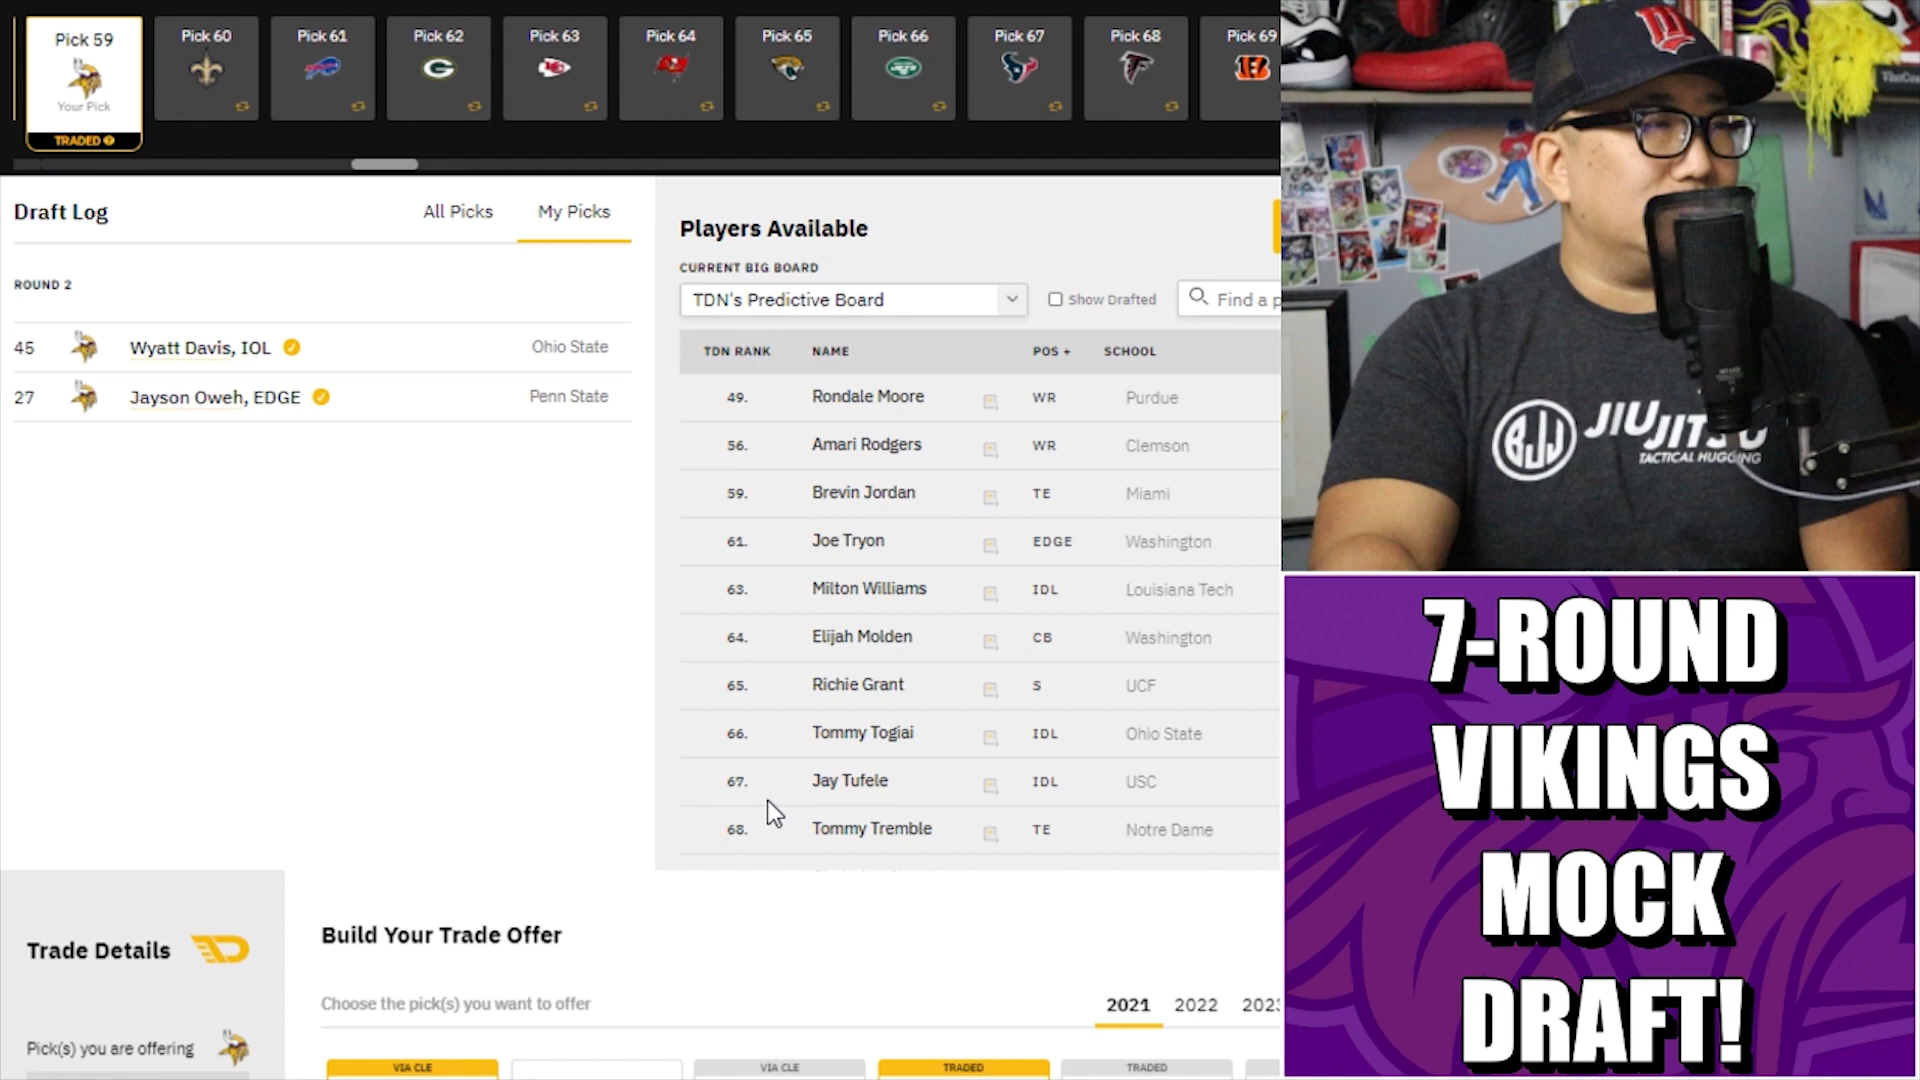 Pick 59
Your Pick
TRADED
Pick 60
Pick 61
Pick 62
Pick 63
Pick 64
Pick 65
Pick 66
Pick 67
Pick 68
Pick 69
Draft Log
All Picks
My Picks
ROUND 2
45 Wyatt Davis, IOL Ohio State
27 Jayson Oweh, EDGE Penn State
Players Available
CURRENT BIG BOARD
TDN's Predictive Board
Show Drafted
Find a p
TDN RANK NAME POS + SCHOOL
49. Rondale Moore WR Purdue
56. Amari Rodgers WR Clemson
59. Brevin Jordan TE Miami
61. Joe Tryon EDGE Washington
63. Milton Williams IDL Louisiana Tech
64. Elijah Molden CB Washington
65. Richie Grant S UCF
66. Tommy Togiai IDL Ohio State
67. Jay Tufele IDL USC
68. Tommy Tremble TE Notre Dame
Trade Details
Pick(s) you are offering
Build Your Trade Offer
Choose the pick(s) you want to offer
2021 2022 2023
VIA CLE
VIA CLE
TRADED
TRADED
BJJ
JIUJITSU
TACTICAL HUGGING
7-ROUND
VIKINGS
MOCK
DRAFT!